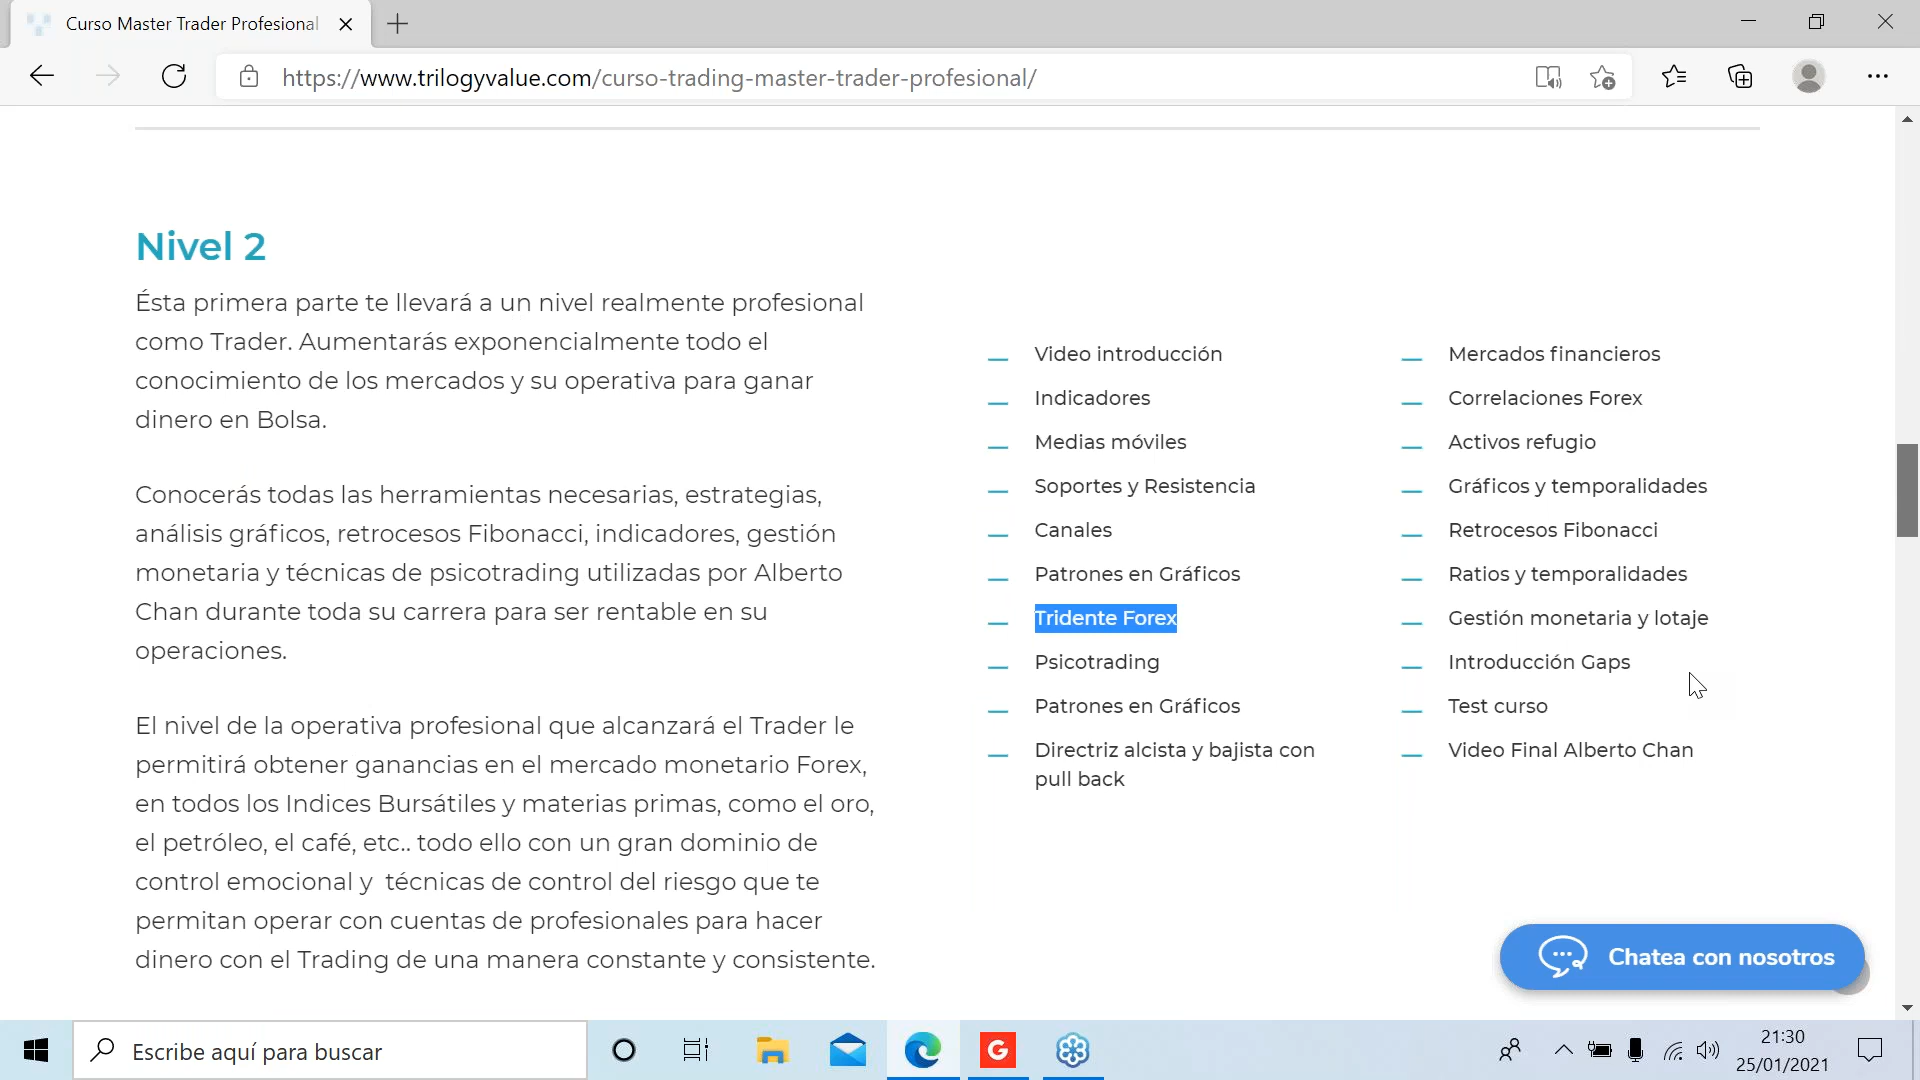 Curso Master Trader Profesional
https://www.trilogyvalue.com/curso-trading-master-trader-profesional/
Nivel 2
Ésta primera parte te llevará a un nivel realmente profesional
como Trader. Aumentarás exponencialmente todo el
conocimiento de los mercados y su operativa para ganar
dinero en Bolsa.
Conocerás todas las herramientas necesarias, estrategias,
análisis gráficos, retrocesos Fibonacci, indicadores, gestión
monetaria y técnicas de psicotrading utilizadas por Alberto
Chan durante toda su carrera para ser rentable en su
operaciones.
El nivel de la operativa profesional que alcanzará el Trader le
permitirá obtener ganancias en el mercado monetario Forex,
en todos los Indices Bursátiles y materias primas, como el oro,
el petróleo, el café, etc.. todo ello con un gran dominio de
control emocional y técnicas de control del riesgo que te
permitan operar con cuentas de profesionales para hacer
dinero con el Trading de una manera constante y consistente.
Video introducción
Indicadores
Medias móviles
Soportes y Resistencia
Canales
Patrones en Gráficos
Tridente Forex
Psicotrading
Patrones en Gráficos
Directriz alcista y bajista con
pull back
Mercados financieros
Correlaciones Forex
Activos refugio
Gráficos y temporalidades
Retrocesos Fibonacci
Ratios y temporalidades
Gestión monetaria y lotaje
Introducción Gaps
Test curso
Video Final Alberto Chan
Chatea con nosotros
Escribe aquí para buscar
G
21:30
25/01/2021